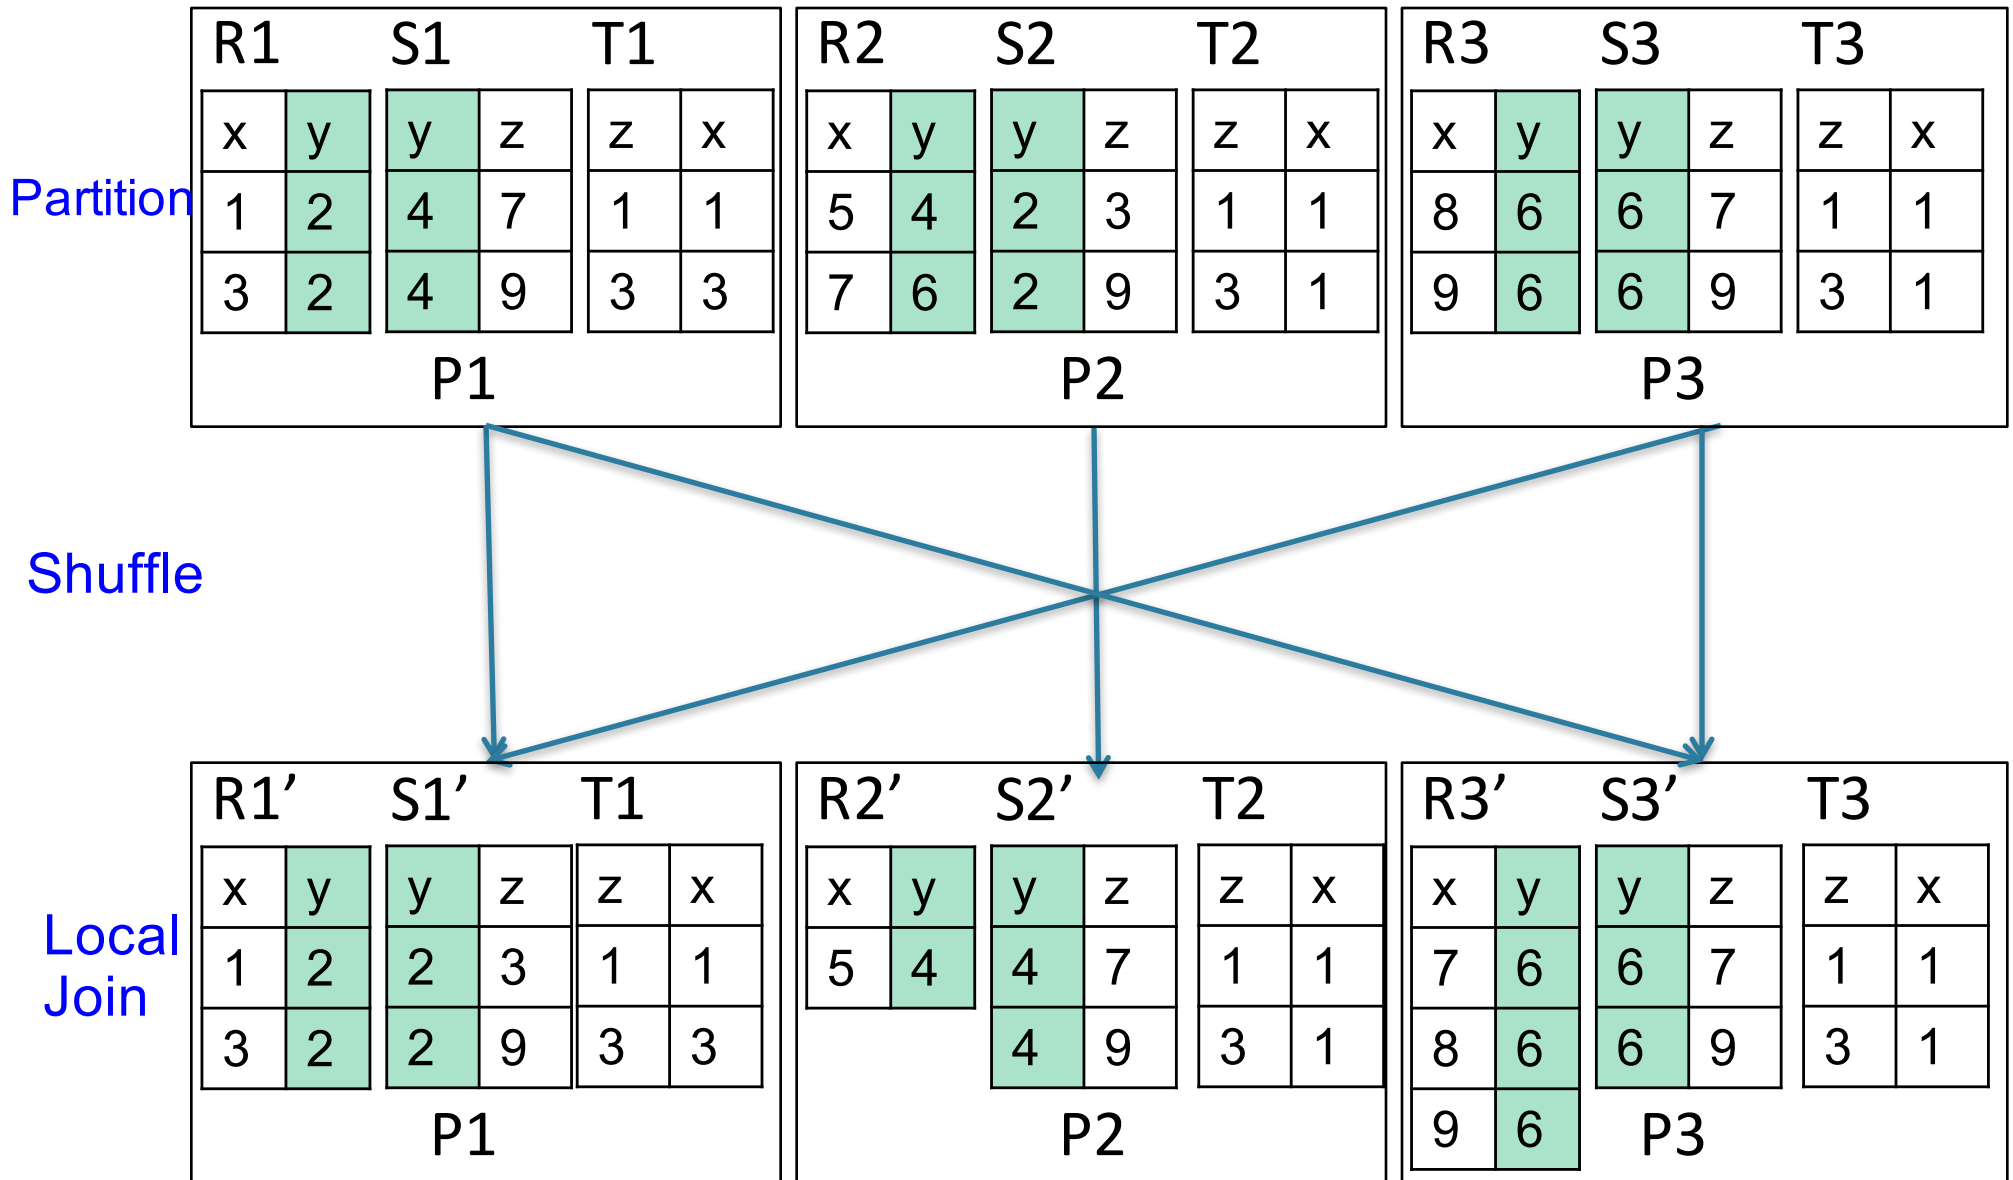 R1 S1 T1 R2 S2 T2 R3 S3 T3
x y y z z x x y y z z x x y y z z x
Partition 1 2 4 7 1 1 5 4 2 3 1 1 8 6 6 7 1 1
3 2 4 9 3 3 7 6 2 9 3 1 9 6 6 9 3 1
P1 P2 P3
Shuffle
R1’ S1’ T1 R2’ S2’ T2 R3’ S3’ T3
x y y z z x x y y z z x x y y z z x
Local 1 2 2 3 1 1 5 4 4 7 1 1 7 6 6 7 1 1
Join 3 2 2 9 3 3 4 9 3 1 8 6 6 9 3 1
P1 P2 9 6 P3